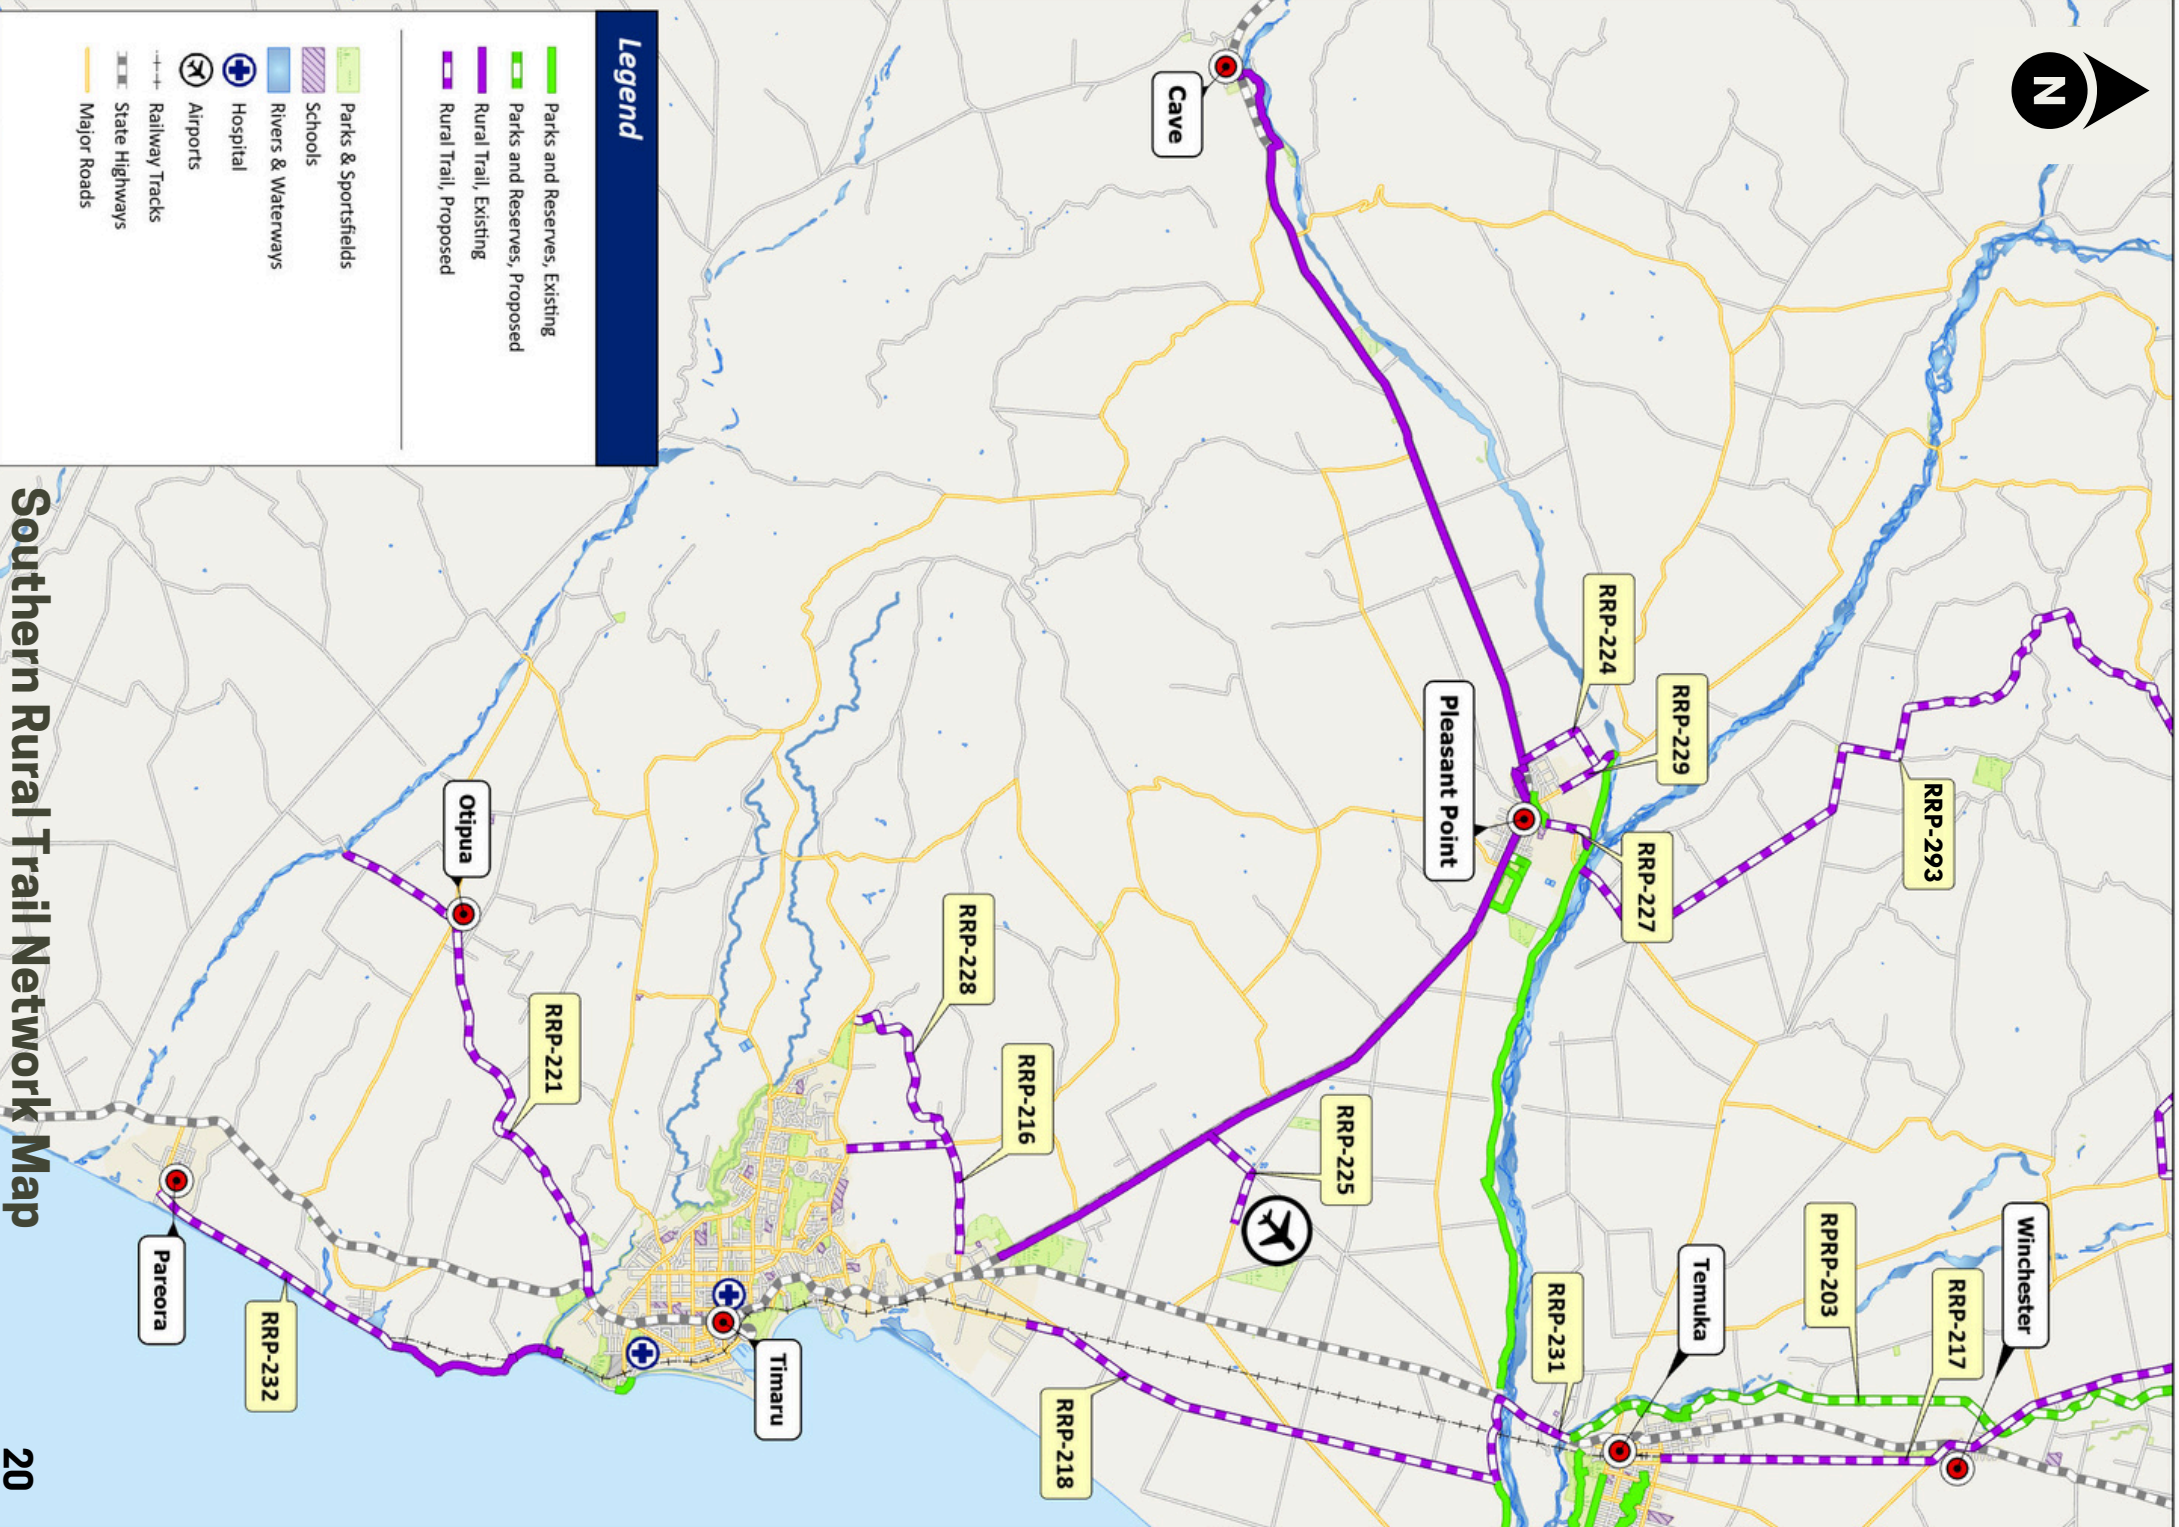 N
Cave
RRP-224
RRP-229
RRP-293
RRP-227
Pleasant Point
Otipua
RRP-228
RRP-221
RRP-216
RRP-225
Winchester
RPRP-203
RRP-217
Temuka
RRP-231
Pareora
RRP-232
Timaru
RRP-218
Legend
Parks and Reserves, Existing
Parks and Reserves, Proposed
Rural Trail, Existing
Rural Trail, Proposed
Parks & Sportsfields
Schools
Rivers & Waterways
Hospital
Airports
Railway Tracks
State Highways
Major Roads
Southern Rural Trail Network Map
20